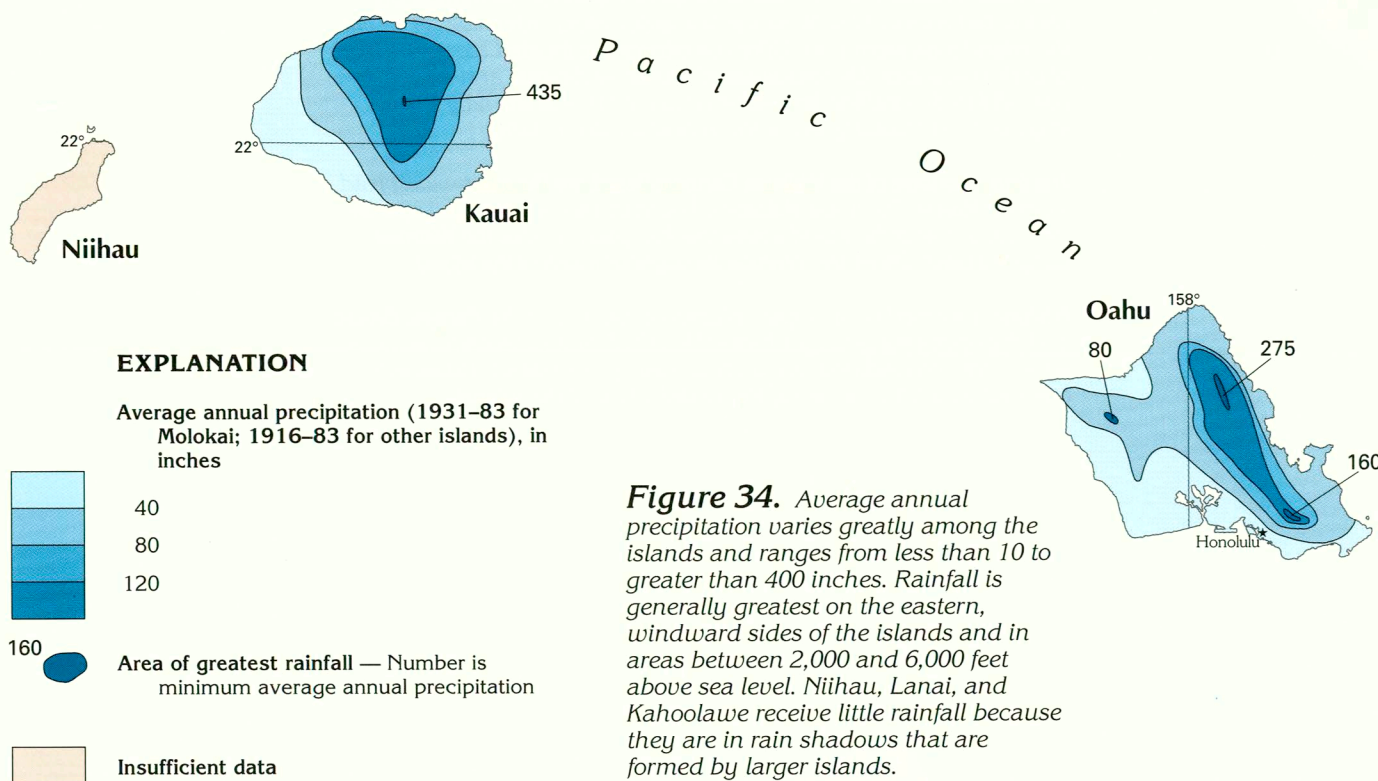 Pacific Ocean
435
22°
22°
Kauai
Niihau
Oahu
158°
80
275
160
Honolulu
EXPLANATION
Average annual precipitation (1931–83 for
Molokai; 1916–83 for other islands), in
inches
40
80
120
160
Area of greatest rainfall — Number is
minimum average annual precipitation
Insufficient data
Figure 34. Average annual
precipitation varies greatly among the
islands and ranges from less than 10 to
greater than 400 inches. Rainfall is
generally greatest on the eastern,
windward sides of the islands and in
areas between 2,000 and 6,000 feet
above sea level. Niihau, Lanai, and
Kahoolawe receive little rainfall because
they are in rain shadows that are
formed by larger islands.